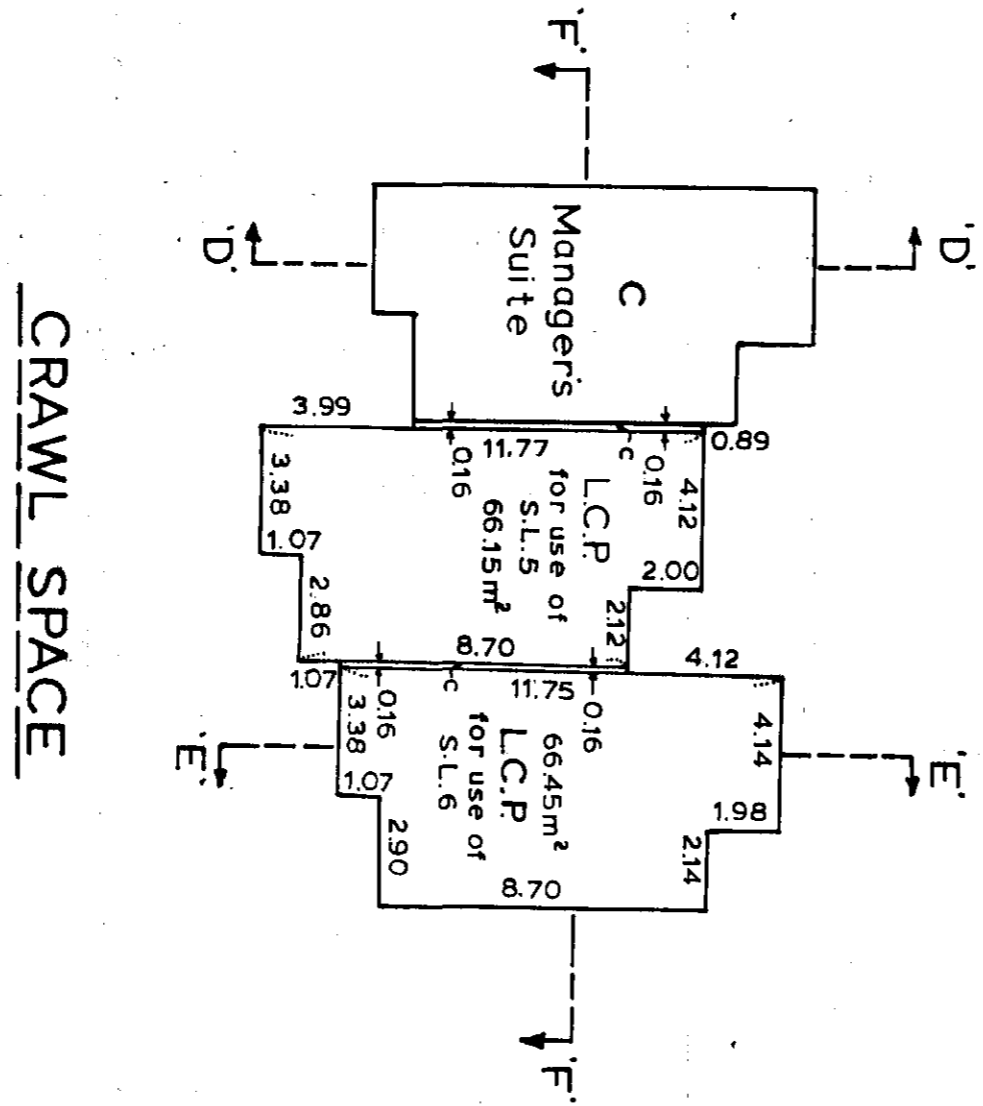 'F'
'D'
'D'
C
Manager's
Suite
3.99
0.16
11.77
C
0.16
0.89
3.38
1.07
2.86
L.C.P.
for use of
S.L.5
66.15m²
4.12
2.00
2.12
8.70
4.12
1.07
0.16
C
11.75
0.16
3.38
1.07
2.90
66.45m²
L.C.P.
for use of
S.L.6
4.14
1.98
2.14
8.70
'E'
'E'
'F'
CRAWL SPACE